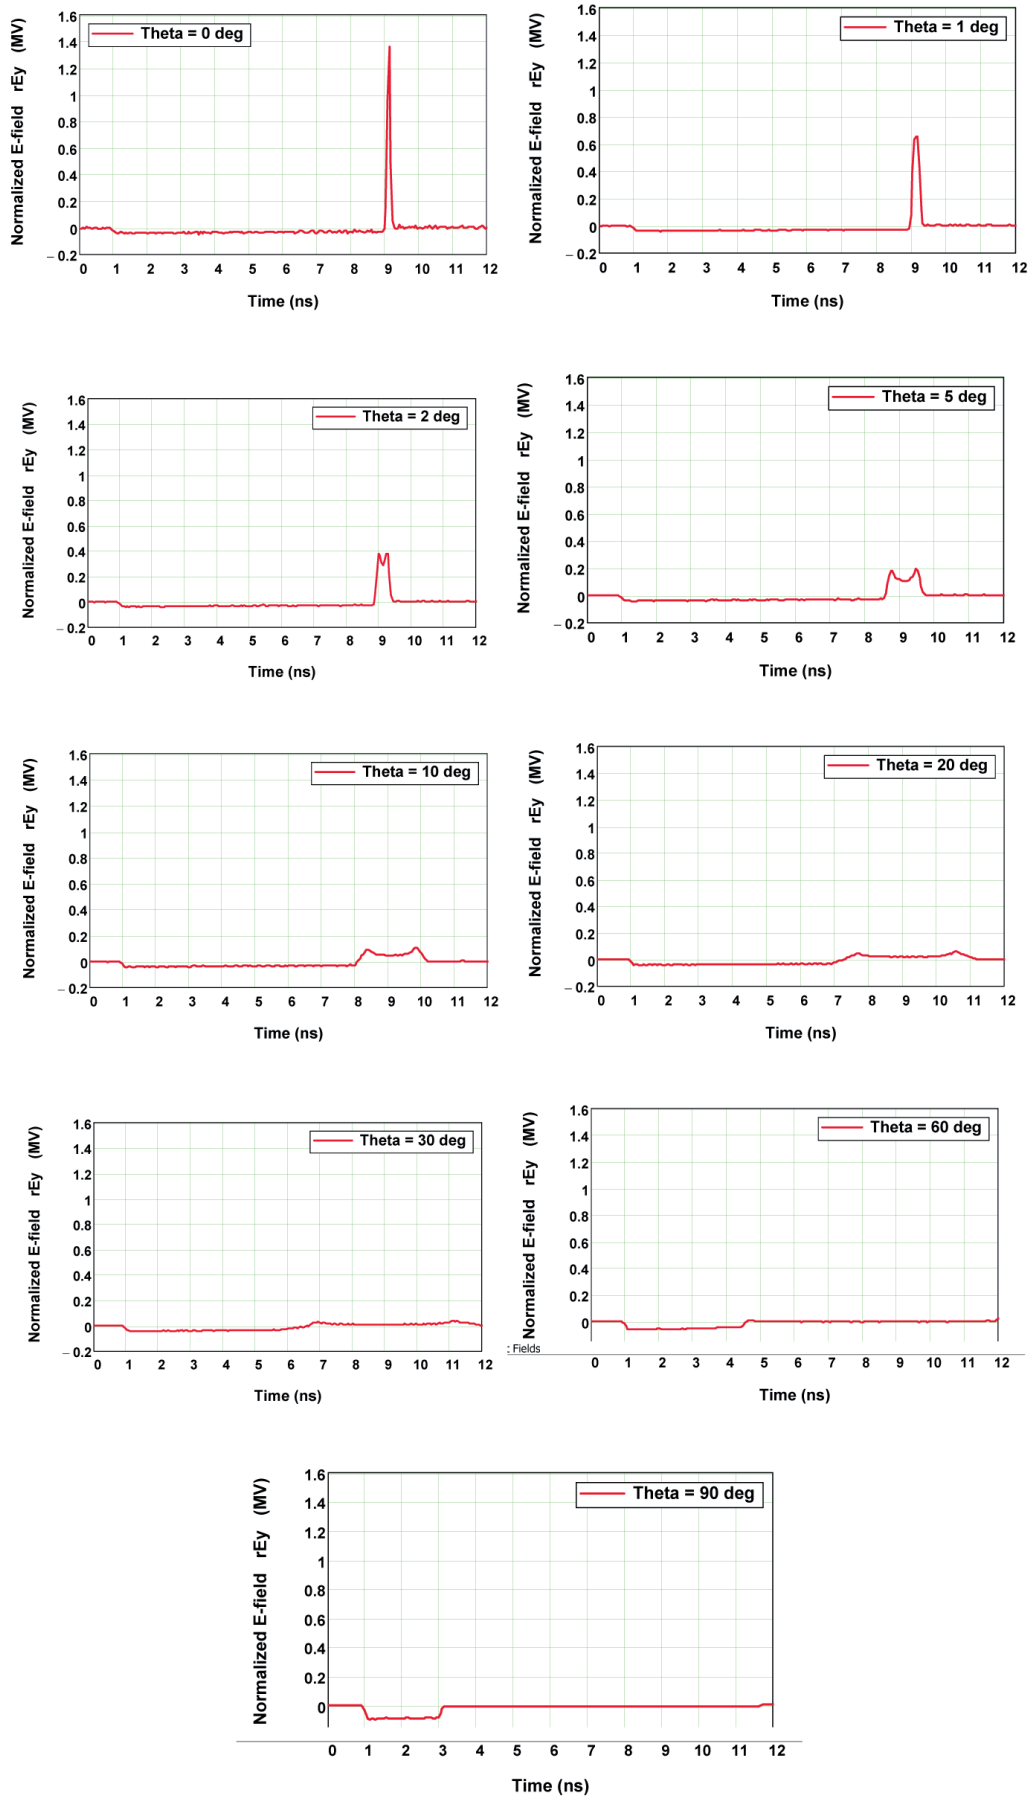 Normalized E-field rEy (MV)
Theta = 0 deg
1.6
1.4
1.2
1
0.8
0.6
0.4
0.2
0
– 0.2
0 1 2 3 4 5 6 7 8 9 10 11 12
Time (ns)
Normalized E-field rEy (MV)
Theta = 1 deg
1.6
1.4
1.2
1
0.8
0.6
0.4
0.2
0
– 0.2
0 1 2 3 4 5 6 7 8 9 10 11 12
Time (ns)
Normalized E-field rEy (MV)
Theta = 2 deg
1.6
1.4
1.2
1
0.8
0.6
0.4
0.2
0
– 0.2
0 1 2 3 4 5 6 7 8 9 10 11 12
Time (ns)
Normalized E-field rEy (MV)
Theta = 5 deg
1.6
1.4
1.2
1
0.8
0.6
0.4
0.2
0
– 0.2
0 1 2 3 4 5 6 7 8 9 10 11 12
Time (ns)
Normalized E-field rEy (MV)
Theta = 10 deg
1.6
1.4
1.2
1
0.8
0.6
0.4
0.2
0
– 0.2
0 1 2 3 4 5 6 7 8 9 10 11 12
Time (ns)
Normalized E-field rEy (MV)
Theta = 20 deg
1.6
1.4
1.2
1
0.8
0.6
0.4
0.2
0
– 0.2
0 1 2 3 4 5 6 7 8 9 10 11 12
Time (ns)
Normalized E-field rEy (MV)
Theta = 30 deg
1.6
1.4
1.2
1
0.8
0.6
0.4
0.2
0
– 0.2
0 1 2 3 4 5 6 7 8 9 10 11 12
Time (ns)
Normalized E-field rEy (MV)
Theta = 60 deg
1.6
1.4
1.2
1
0.8
0.6
0.4
0.2
0
: Fields
0 1 2 3 4 5 6 7 8 9 10 11 12
Time (ns)
Normalized E-field rEy (MV)
Theta = 90 deg
1.6
1.4
1.2
1
0.8
0.6
0.4
0.2
0
0 1 2 3 4 5 6 7 8 9 10 11 12
Time (ns)